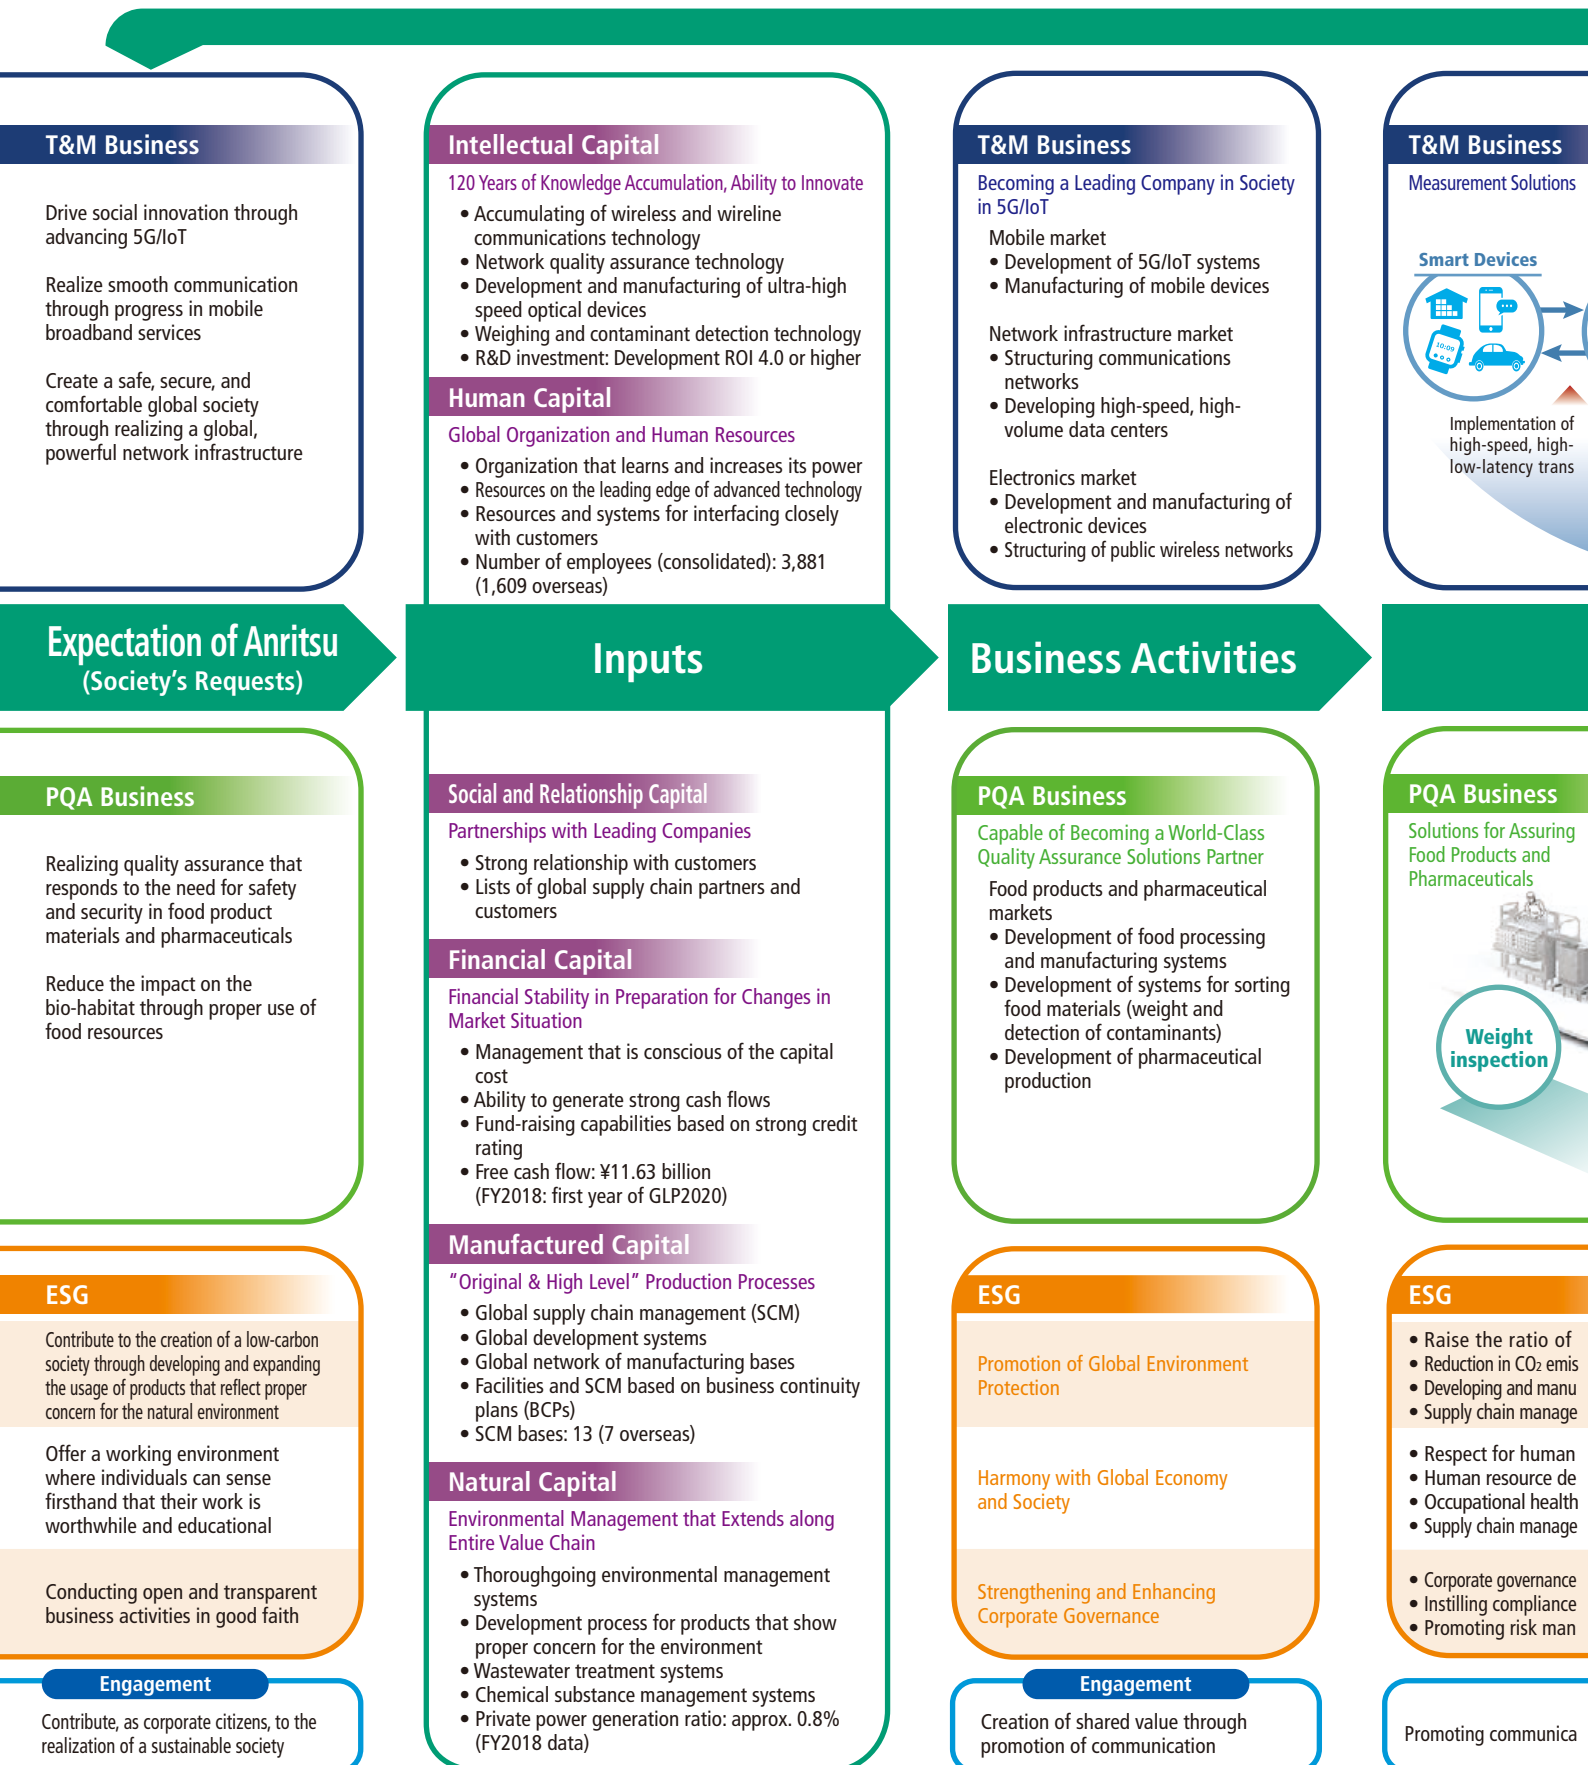 T&M Business
Drive social innovation through
advancing 5G/IoT
Realize smooth communication
through progress in mobile
broadband services
Create a safe, secure, and
comfortable global society
through realizing a global,
powerful network infrastructure
Expectation of Anritsu
(Society's Requests)
PQA Business
Realizing quality assurance that
responds to the need for safety
and security in food product
materials and pharmaceuticals
Reduce the impact on the
bio-habitat through proper use of
food resources
ESG
Contribute to the creation of a low-carbon
society through developing and expanding
the usage of products that reflect proper
concern for the natural environment
Offer a working environment
where individuals can sense
firsthand that their work is
worthwhile and educational
Conducting open and transparent
business activities in good faith
Engagement
Contribute, as corporate citizens, to the
realization of a sustainable society
Intellectual Capital
120 Years of Knowledge Accumulation, Ability to Innovate
• Accumulating of wireless and wireline
communications technology
• Network quality assurance technology
• Development and manufacturing of ultra-high
speed optical devices
• Weighing and contaminant detection technology
• R&D investment: Development ROI 4.0 or higher
Human Capital
Global Organization and Human Resources
• Organization that learns and increases its power
• Resources on the leading edge of advanced technology
• Resources and systems for interfacing closely
with customers
• Number of employees (consolidated): 3,881
(1,609 overseas)
Inputs
Social and Relationship Capital
Partnerships with Leading Companies
• Strong relationship with customers
• Lists of global supply chain partners and
customers
Financial Capital
Financial Stability in Preparation for Changes in
Market Situation
• Management that is conscious of the capital
cost
• Ability to generate strong cash flows
• Fund-raising capabilities based on strong credit
rating
• Free cash flow: ¥11.63 billion
(FY2018: first year of GLP2020)
Manufactured Capital
“Original & High Level” Production Processes
• Global supply chain management (SCM)
• Global development systems
• Global network of manufacturing bases
• Facilities and SCM based on business continuity
plans (BCPs)
• SCM bases: 13 (7 overseas)
Natural Capital
Environmental Management that Extends along
Entire Value Chain
• Thoroughgoing environmental management
systems
• Development process for products that show
proper concern for the environment
• Wastewater treatment systems
• Chemical substance management systems
• Private power generation ratio: approx. 0.8%
(FY2018 data)
T&M Business
Becoming a Leading Company in Society
in 5G/IoT
Mobile market
• Development of 5G/IoT systems
• Manufacturing of mobile devices
Network infrastructure market
• Structuring communications
networks
• Developing high-speed, high-
volume data centers
Electronics market
• Development and manufacturing of
electronic devices
• Structuring of public wireless networks
Business Activities
PQA Business
Capable of Becoming a World-Class
Quality Assurance Solutions Partner
Food products and pharmaceutical
markets
• Development of food processing
and manufacturing systems
• Development of systems for sorting
food materials (weight and
detection of contaminants)
• Development of pharmaceutical
production
ESG
Promotion of Global Environment
Protection
Harmony with Global Economy
and Society
Strengthening and Enhancing
Corporate Governance
Engagement
Creation of shared value through
promotion of communication
T&M Business
Measurement Solutions
Smart Devices
10:09
Implementation of
high-speed, high-
low-latency trans
PQA Business
Solutions for Assuring
Food Products and
Pharmaceuticals
Weight
inspection
ESG
• Raise the ratio of
• Reduction in CO2 emis
• Developing and manu
• Supply chain manage
• Respect for human
• Human resource de
• Occupational health
• Supply chain manage
• Corporate governance
• Instilling compliance
• Promoting risk man
Promoting communica